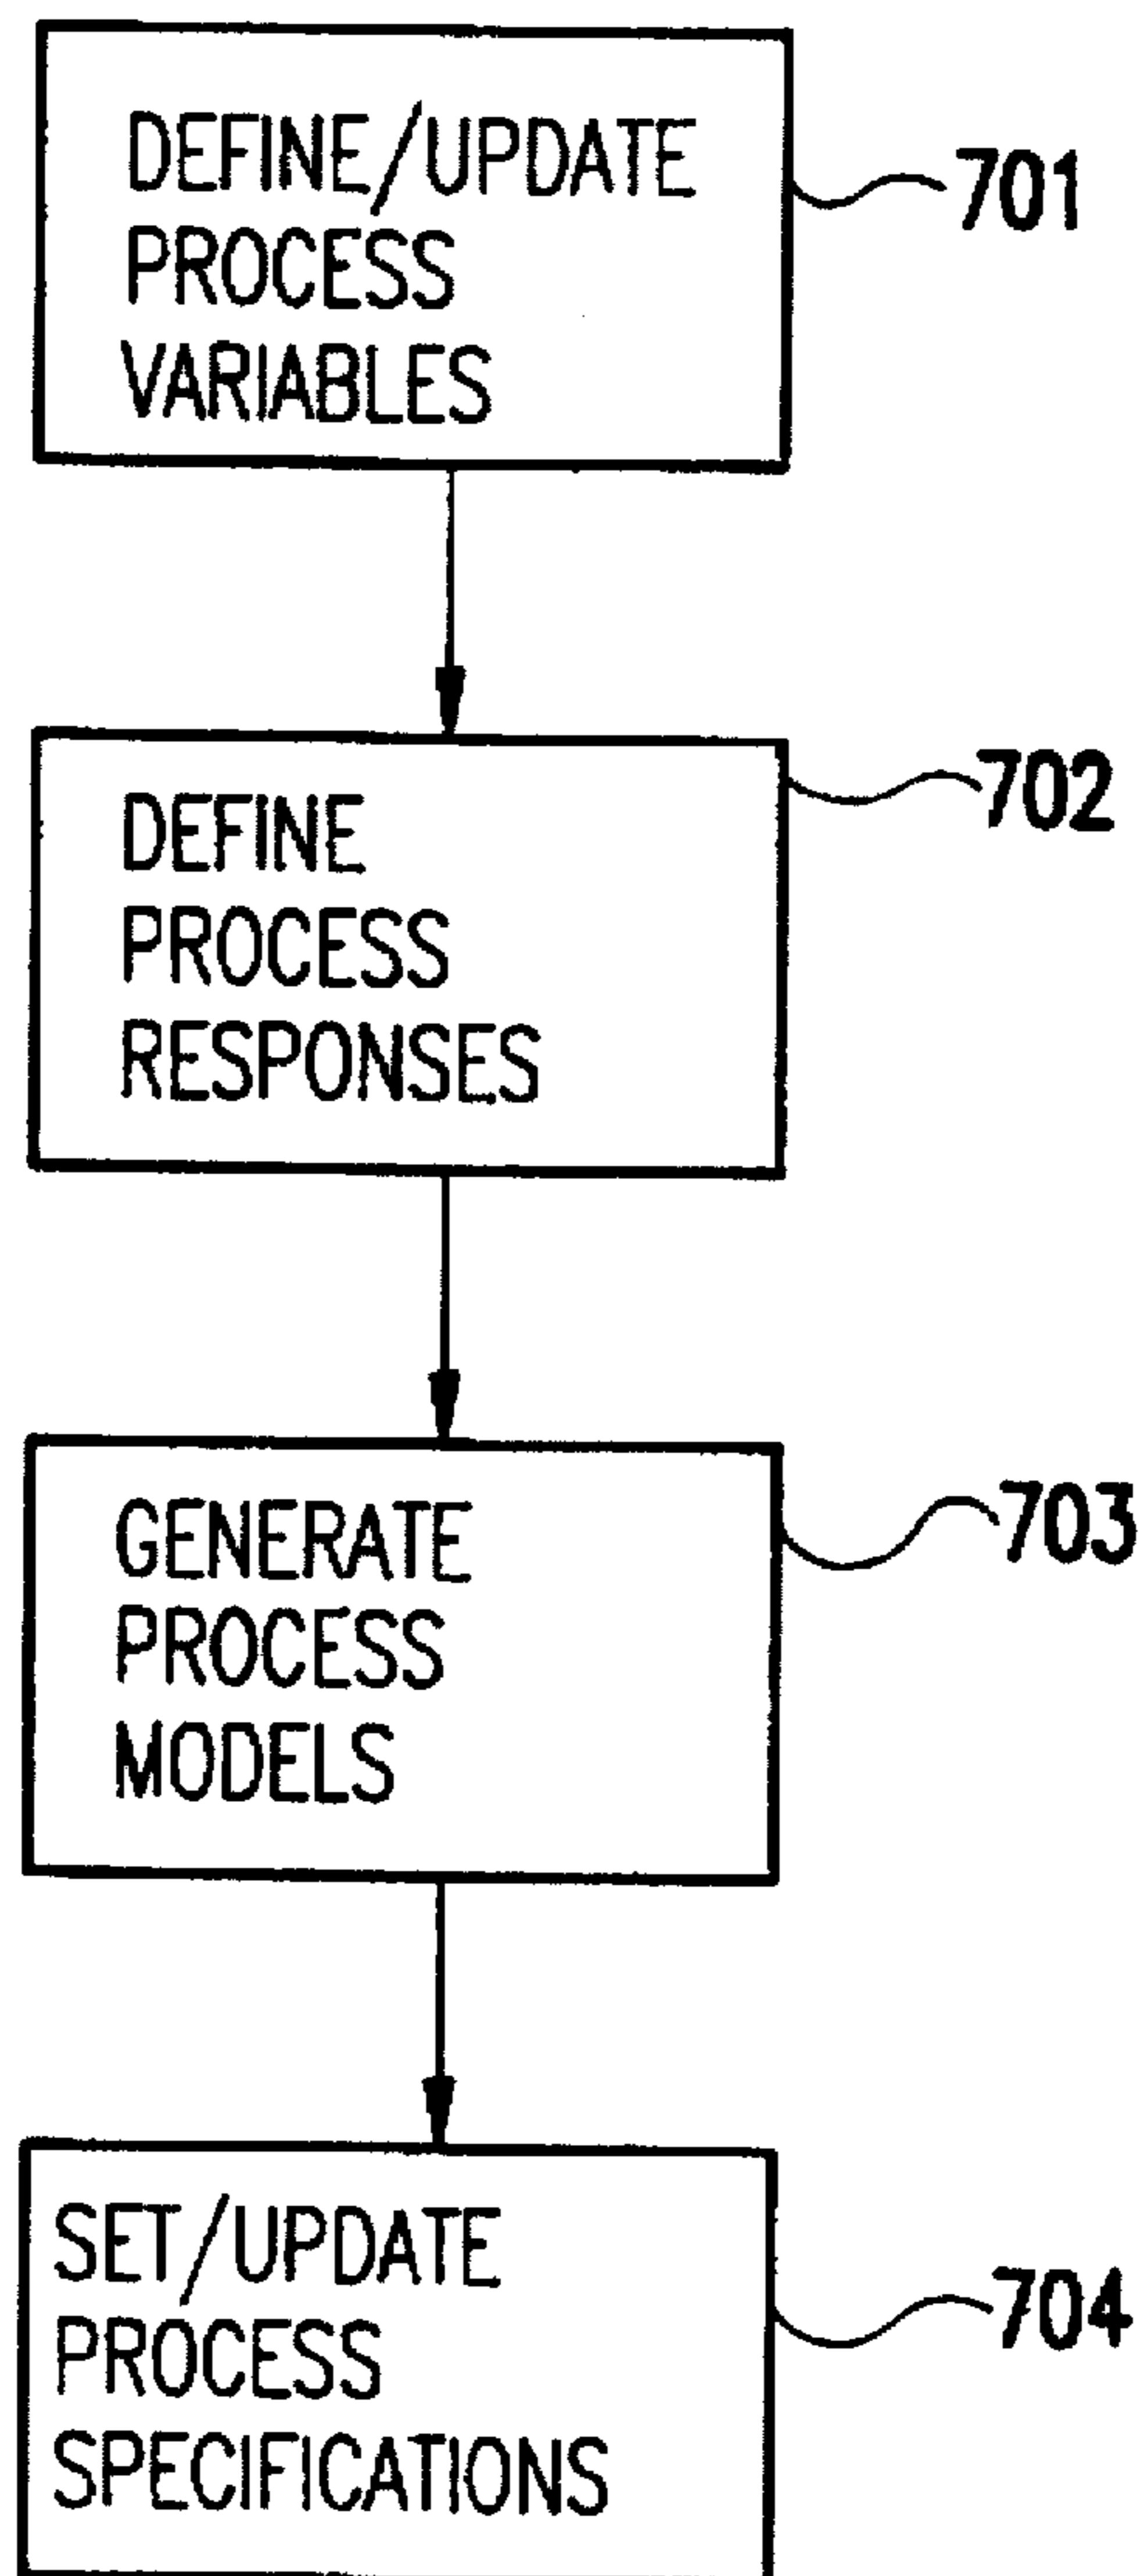 DEFINE/UPDATE
PROCESS
VARIABLES
701
DEFINE
PROCESS
RESPONSES
702
GENERATE
PROCESS
MODELS
703
SET/UPDATE
PROCESS
SPECIFICATIONS
704